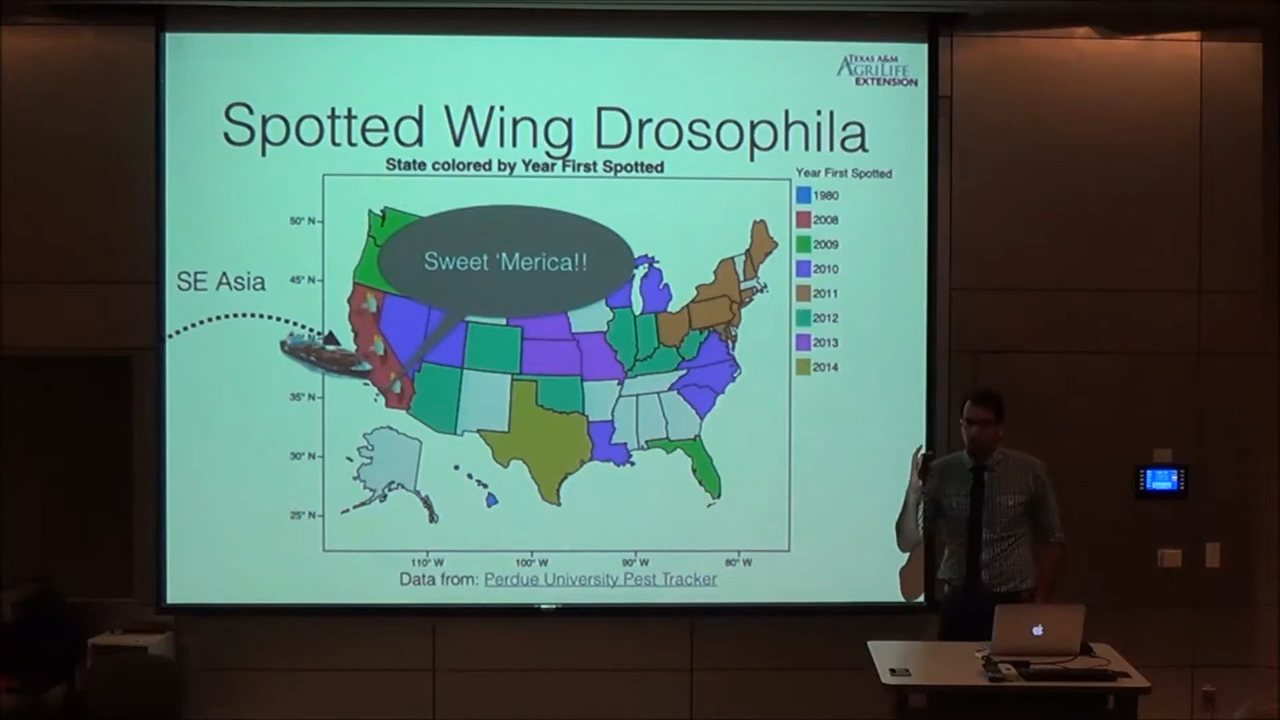 TEXAS A&M
AGRILIFE
EXTENSION
Spotted Wing Drosophila
State colored by Year First Spotted
Year First Spotted
1980
2008
2009
2010
2011
2012
2013
2014
50° N
45° N
35° N
30° N
25° N
SE Asia
Sweet 'Merica!!
110° W
100° W
90° W
80° W
Data from: Perdue University Pest Tracker